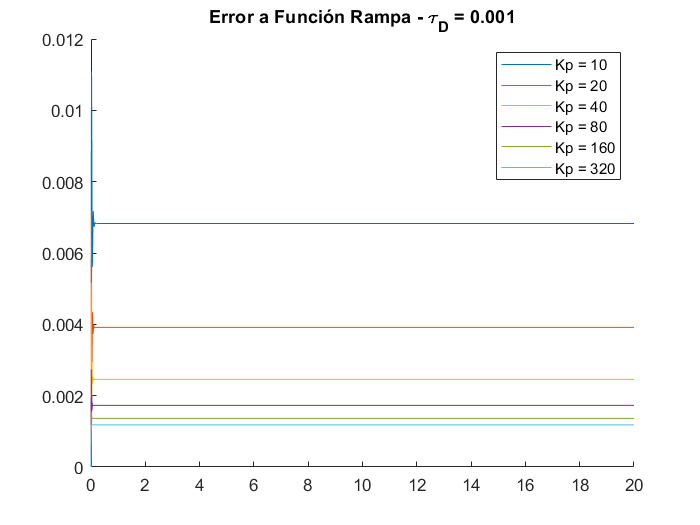 Error a Función Rampa - τ_D = 0.001
0.012
0.01
0.008
0.006
0.004
0.002
0
Kp = 10
Kp = 20
Kp = 40
Kp = 80
Kp = 160
Kp = 320
0 2 4 6 8 10 12 14 16 18 20